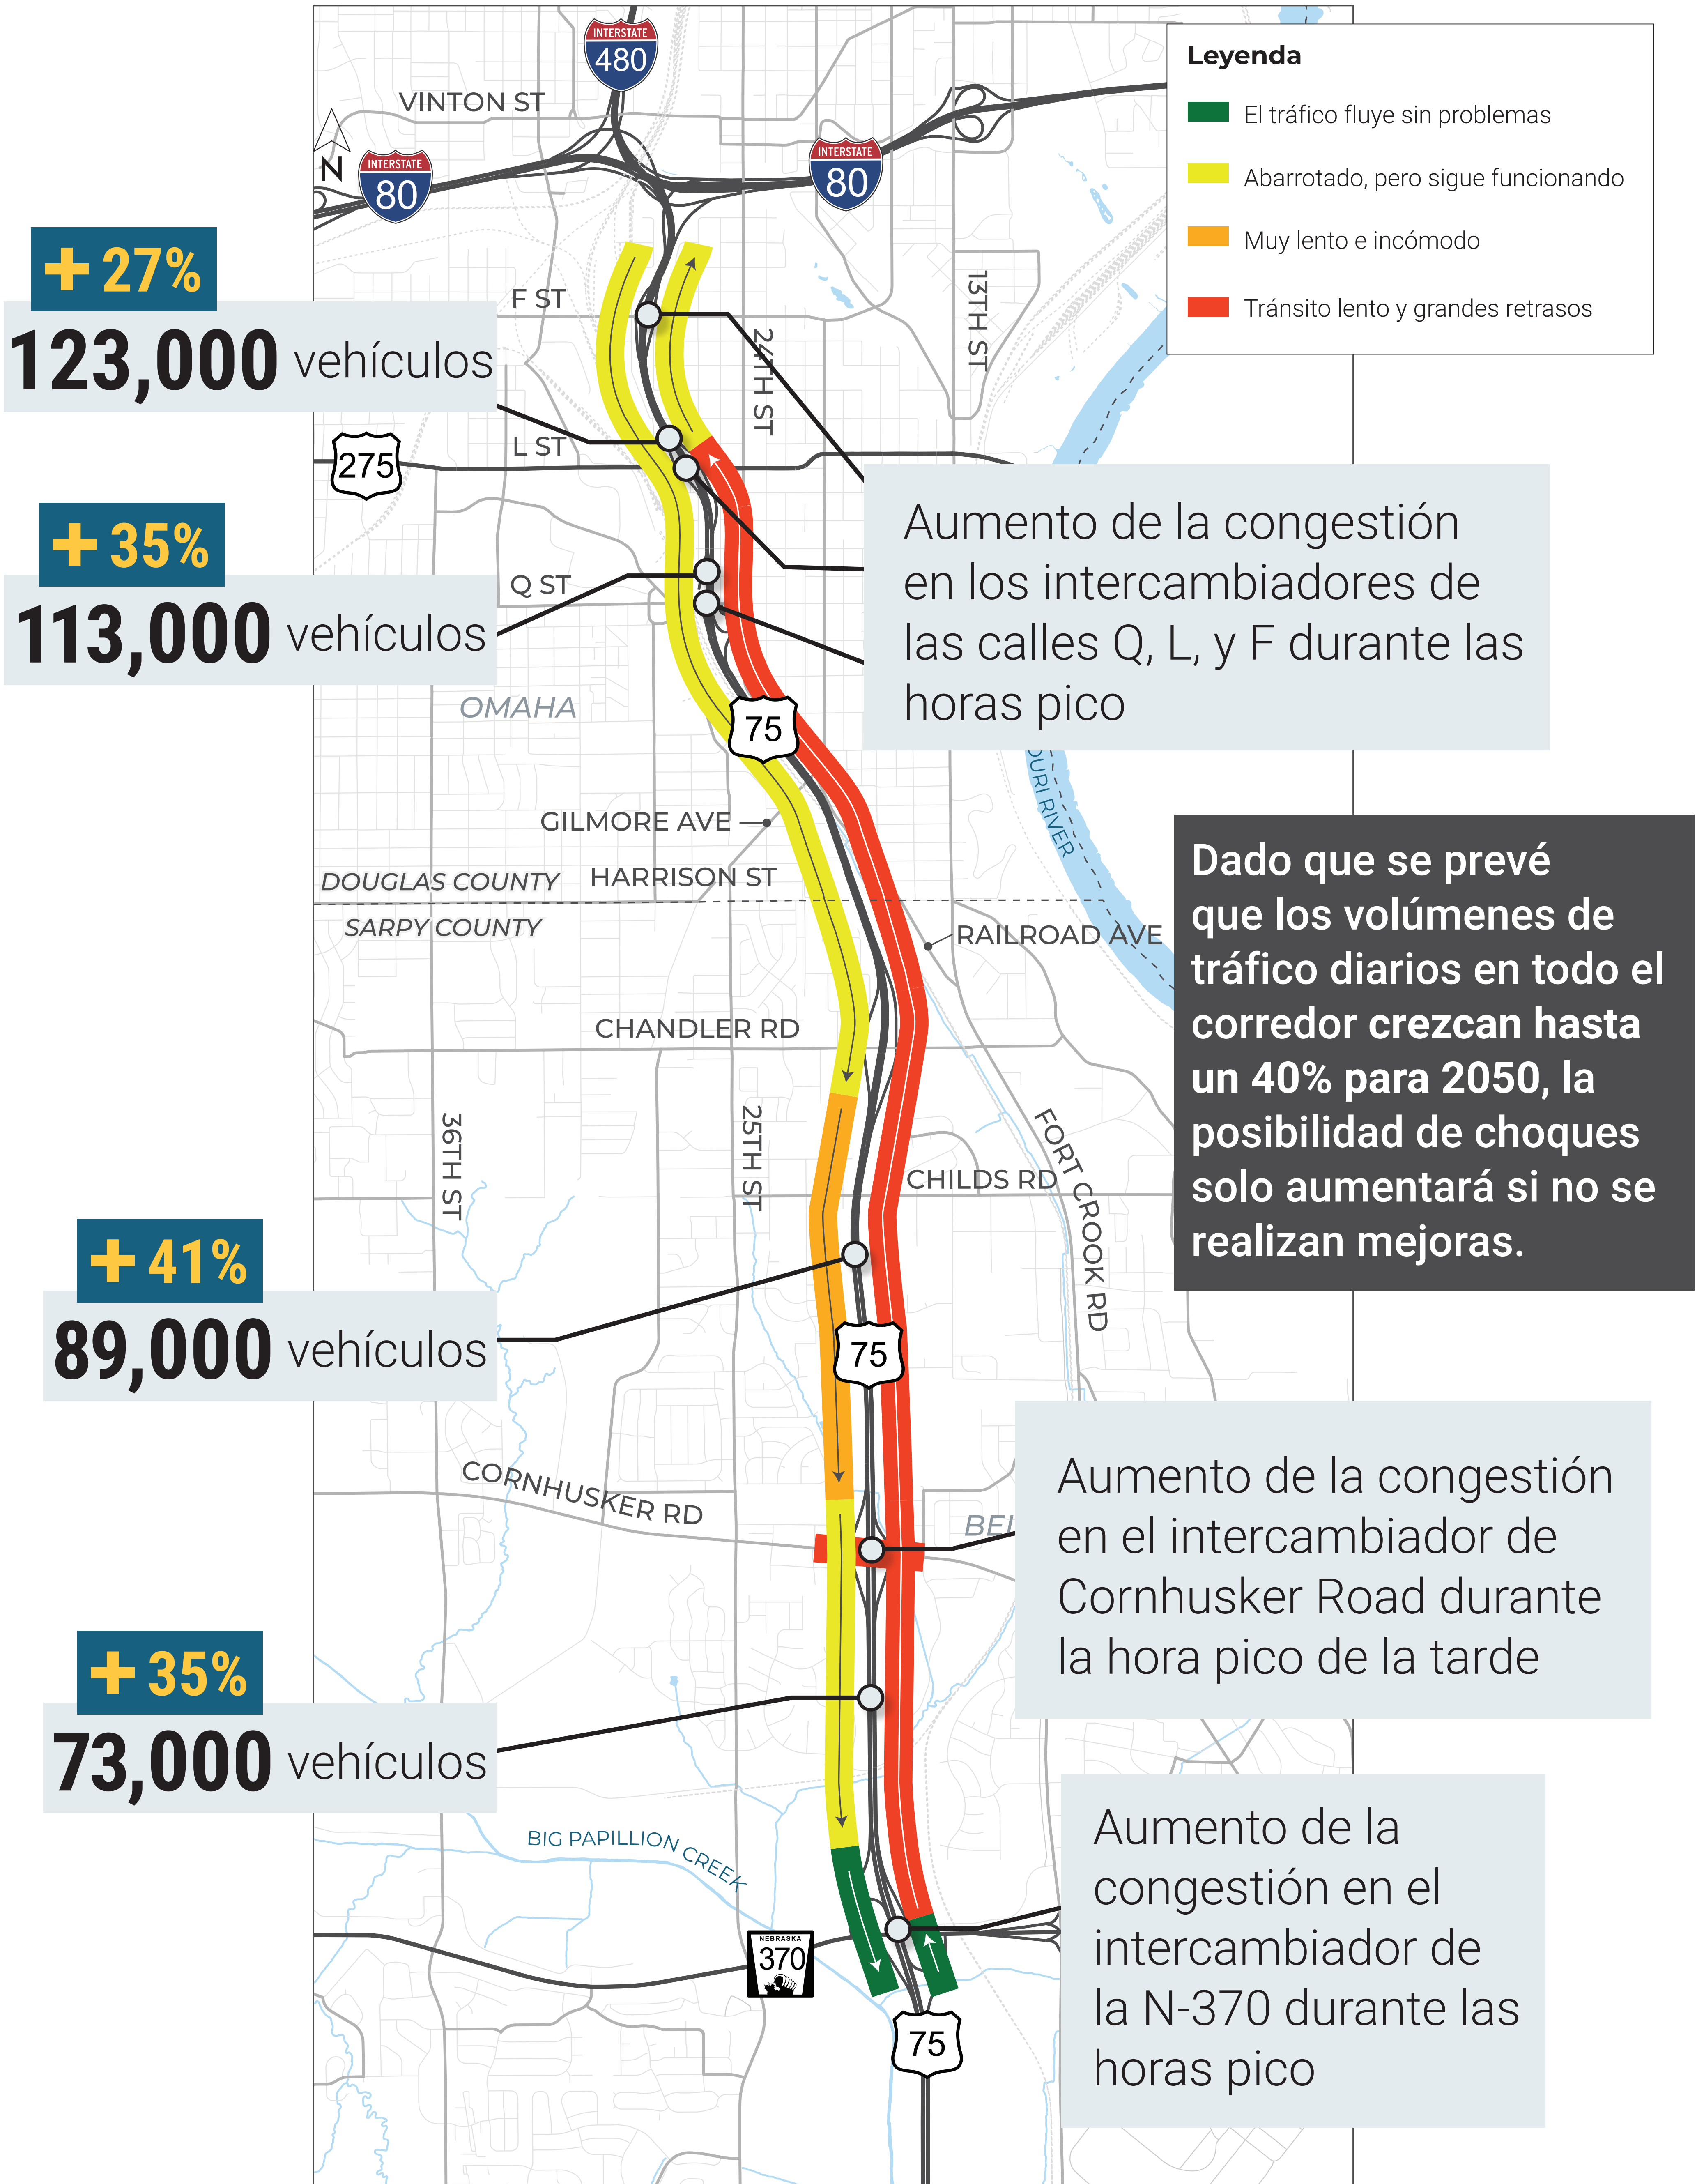 INTERSTATE
480
VINTON ST
N
INTERSTATE
80
INTERSTATE
80
Leyenda
El tráfico fluye sin problemas
Abarrotado, pero sigue funcionando
Muy lento e incómodo
Tránsito lento y grandes retrasos
+ 27%
123,000 vehículos
F ST
13TH ST
24TH ST
L ST
275
+ 35%
113,000 vehículos
Q ST
Aumento de la congestión
en los intercambiadores de
las calles Q, L, y F durante las
horas pico
OMAHA
75
OURI RIVER
GILMORE AVE
DOUGLAS COUNTY
HARRISON ST
SARPY COUNTY
RAILROAD AVE
Dado que se prevé
que los volúmenes de
tráfico diarios en todo el
corredor crezcan hasta
un 40% para 2050, la
posibilidad de choques
solo aumentará si no se
realizan mejoras.
CHANDLER RD
36TH ST
25TH ST
FORT CROOK RD
CHILDS RD
+ 41%
89,000 vehículos
75
CORNHUSKER RD
BEL
Aumento de la congestión
en el intercambiador de
Cornhusker Road durante
la hora pico de la tarde
+ 35%
73,000 vehículos
BIG PAPILLION CREEK
Aumento de la
congestión en el
intercambiador de
la N-370 durante las
horas pico
NEBRASKA
370
75